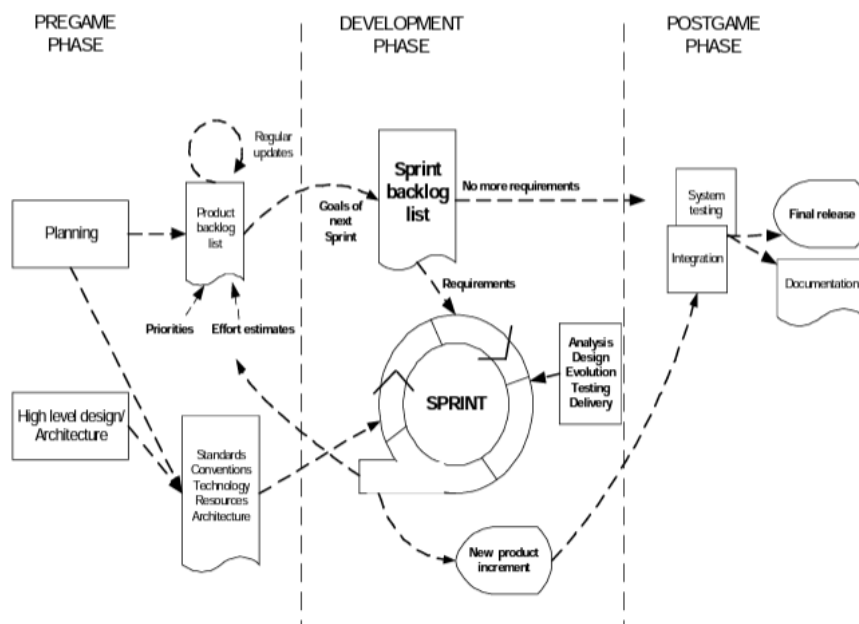 PREGAME
PHASE
DEVELOPMENT
PHASE
POSTGAME
PHASE
Regular
updates
Planning
Product
backlog
list
Goals of
next
Sprint
Sprint
backlog
list
No more requirements
System
testing
Final release
Integration
Documentation
Priorities
Effort estimates
Requirements
High level design/
Architecture
Standards
Conventions
Technology
Resources
Architecture
SPRINT
Analysis
Design
Evolution
Testing
Delivery
New product
increment